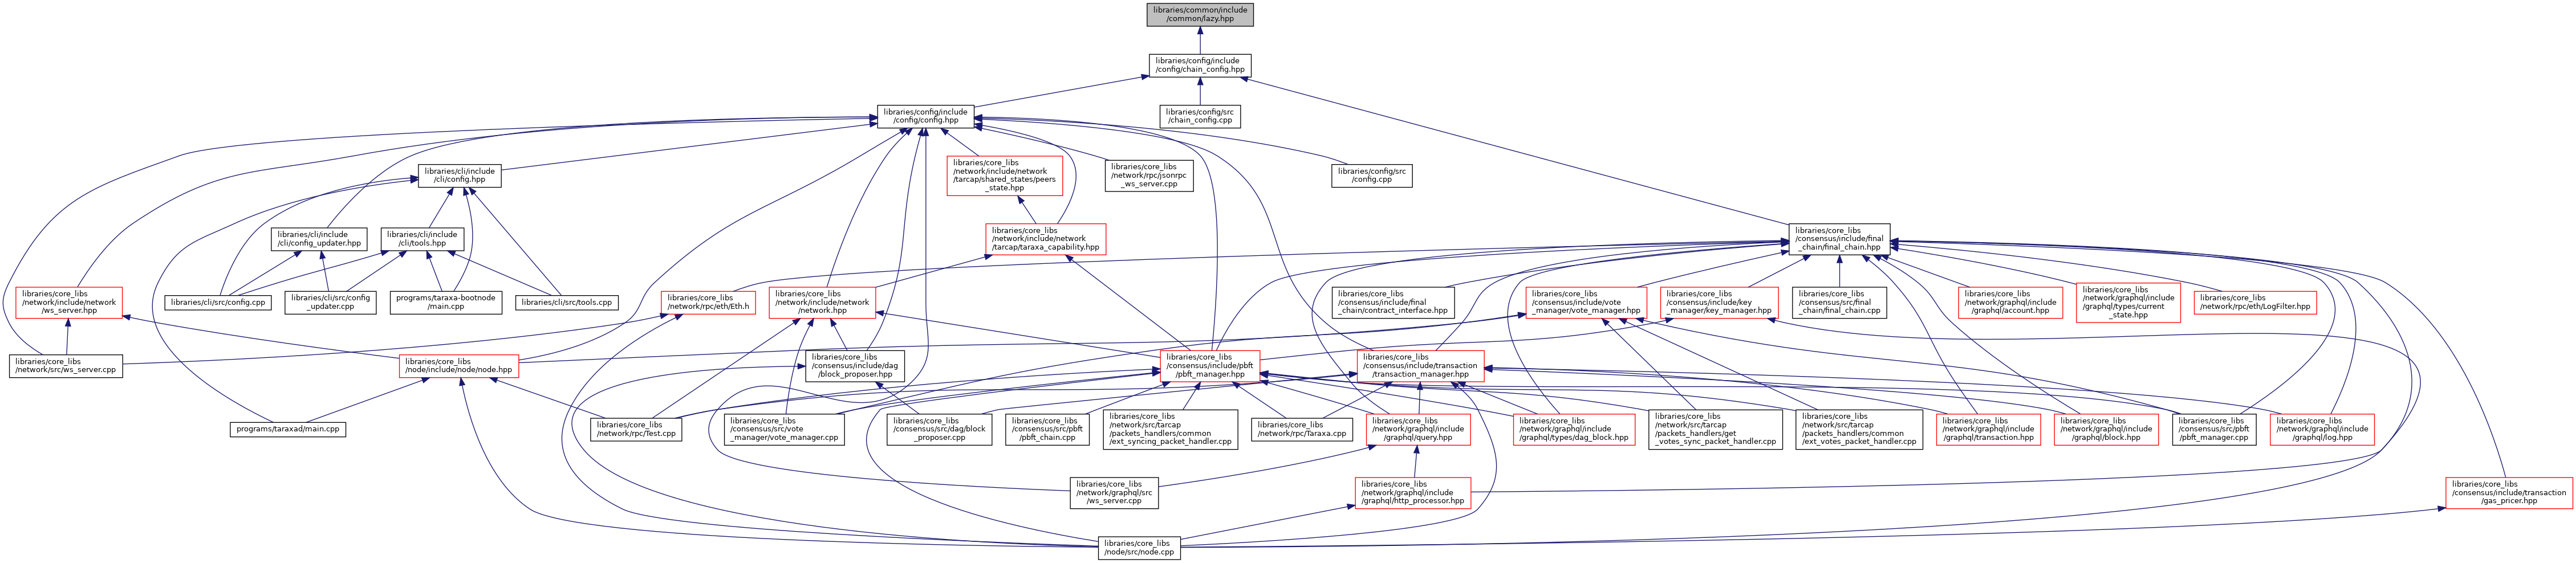 libraries/common/include
/common/lazy.hpp
libraries/config/include
/config/chain_config.hpp
libraries/config/include
/config/config.hpp
libraries/config/src
/chain_config.cpp
libraries/cli/include
/cli/config.hpp
libraries/core_libs
/network/include/network
/tarcap/shared_states/peers
_state.hpp
libraries/core_libs
/network/rpc/jsonrpc
_ws_server.cpp
libraries/config/src
/config.cpp
libraries/cli/include
/cli/config_updater.hpp
libraries/cli/include
/cli/tools.hpp
libraries/core_libs
/network/include/network
/tarcap/taraxa_capability.hpp
libraries/core_libs
/consensus/include/final
_chain/final_chain.hpp
libraries/core_libs
/network/include/network
/ws_server.hpp
libraries/cli/src/config.cpp
libraries/cli/src/config
_updater.cpp
programs/taraxa-bootnode
/main.cpp
libraries/cli/src/tools.cpp
libraries/core_libs
/network/rpc/eth/Eth.h
libraries/core_libs
/network/include/network
/network.hpp
libraries/core_libs
/consensus/include/final
_chain/contract_interface.hpp
libraries/core_libs
/consensus/include/vote
_manager/vote_manager.hpp
libraries/core_libs
/consensus/include/key
_manager/key_manager.hpp
libraries/core_libs
/consensus/src/final
_chain/final_chain.cpp
libraries/core_libs
/network/graphql/include
/graphql/account.hpp
libraries/core_libs
/network/graphql/include
/graphql/types/current
_state.hpp
libraries/core_libs
/network/rpc/eth/LogFilter.hpp
libraries/core_libs
/network/src/ws_server.cpp
libraries/core_libs
/node/include/node/node.hpp
libraries/core_libs
/consensus/include/dag
/block_proposer.hpp
libraries/core_libs
/consensus/include/pbft
/pbft_manager.hpp
libraries/core_libs
/consensus/include/transaction
/transaction_manager.hpp
programs/taraxad/main.cpp
libraries/core_libs
/network/rpc/Test.cpp
libraries/core_libs
/consensus/src/vote
_manager/vote_manager.cpp
libraries/core_libs
/consensus/src/dag/block
_proposer.cpp
libraries/core_libs
/consensus/src/pbft
/pbft_chain.cpp
libraries/core_libs
/network/src/tarcap
/packets_handlers/common
/ext_syncing_packet_handler.cpp
libraries/core_libs
/network/rpc/Taraxa.cpp
libraries/core_libs
/network/graphql/include
/graphql/query.hpp
libraries/core_libs
/network/graphql/include
/graphql/types/dag_block.hpp
libraries/core_libs
/network/src/tarcap
/packets_handlers/get
_votes_sync_packet_handler.cpp
libraries/core_libs
/network/src/tarcap
/packets_handlers/common
/ext_votes_packet_handler.cpp
libraries/core_libs
/network/graphql/include
/graphql/transaction.hpp
libraries/core_libs
/network/graphql/include
/graphql/block.hpp
libraries/core_libs
/consensus/src/pbft
/pbft_manager.cpp
libraries/core_libs
/network/graphql/include
/graphql/log.hpp
libraries/core_libs
/network/graphql/src
/ws_server.cpp
libraries/core_libs
/network/graphql/include
/graphql/http_processor.hpp
libraries/core_libs
/consensus/include/transaction
/gas_pricer.hpp
libraries/core_libs
/node/src/node.cpp